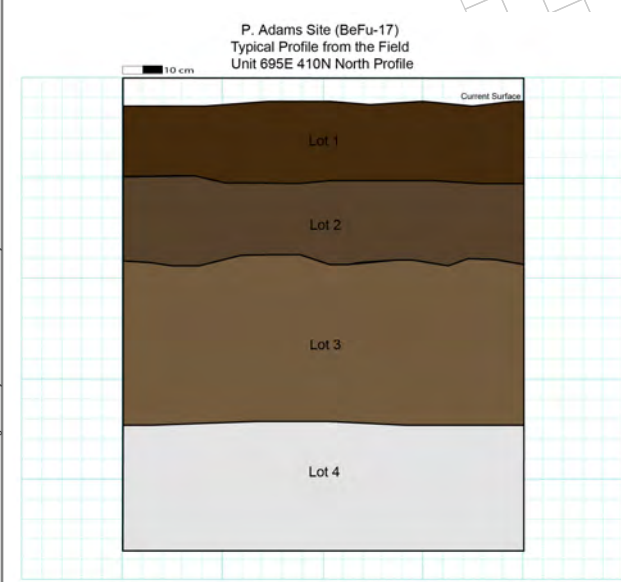 P. Adams Site (BeFu-17)
Typical Profile from the Field
Unit 695E 410N North Profile
10 cm
Current Surface
Lot 1
Lot 2
Lot 3
Lot 4